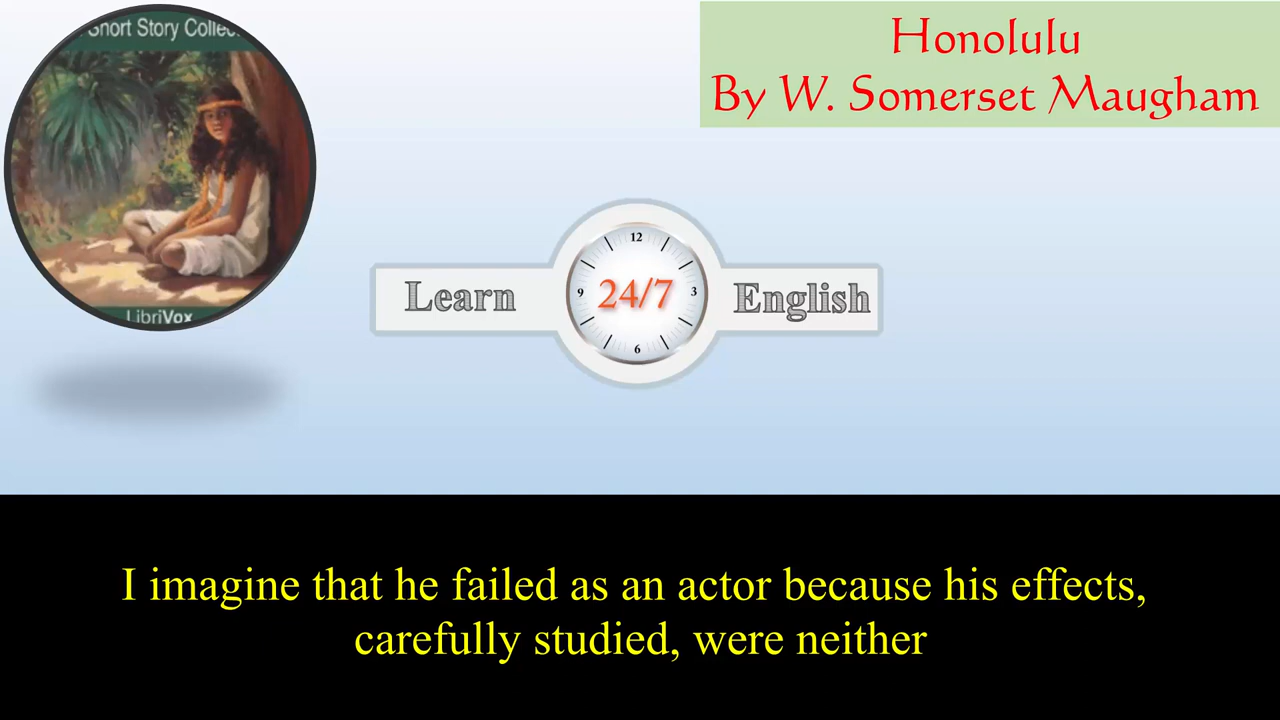 Short Story Collec
LibriVox
Honolulu
By W. Somerset Maugham
Learn 24/7 English
12
9
3
6
I imagine that he failed as an actor because his effects,
carefully studied, were neither